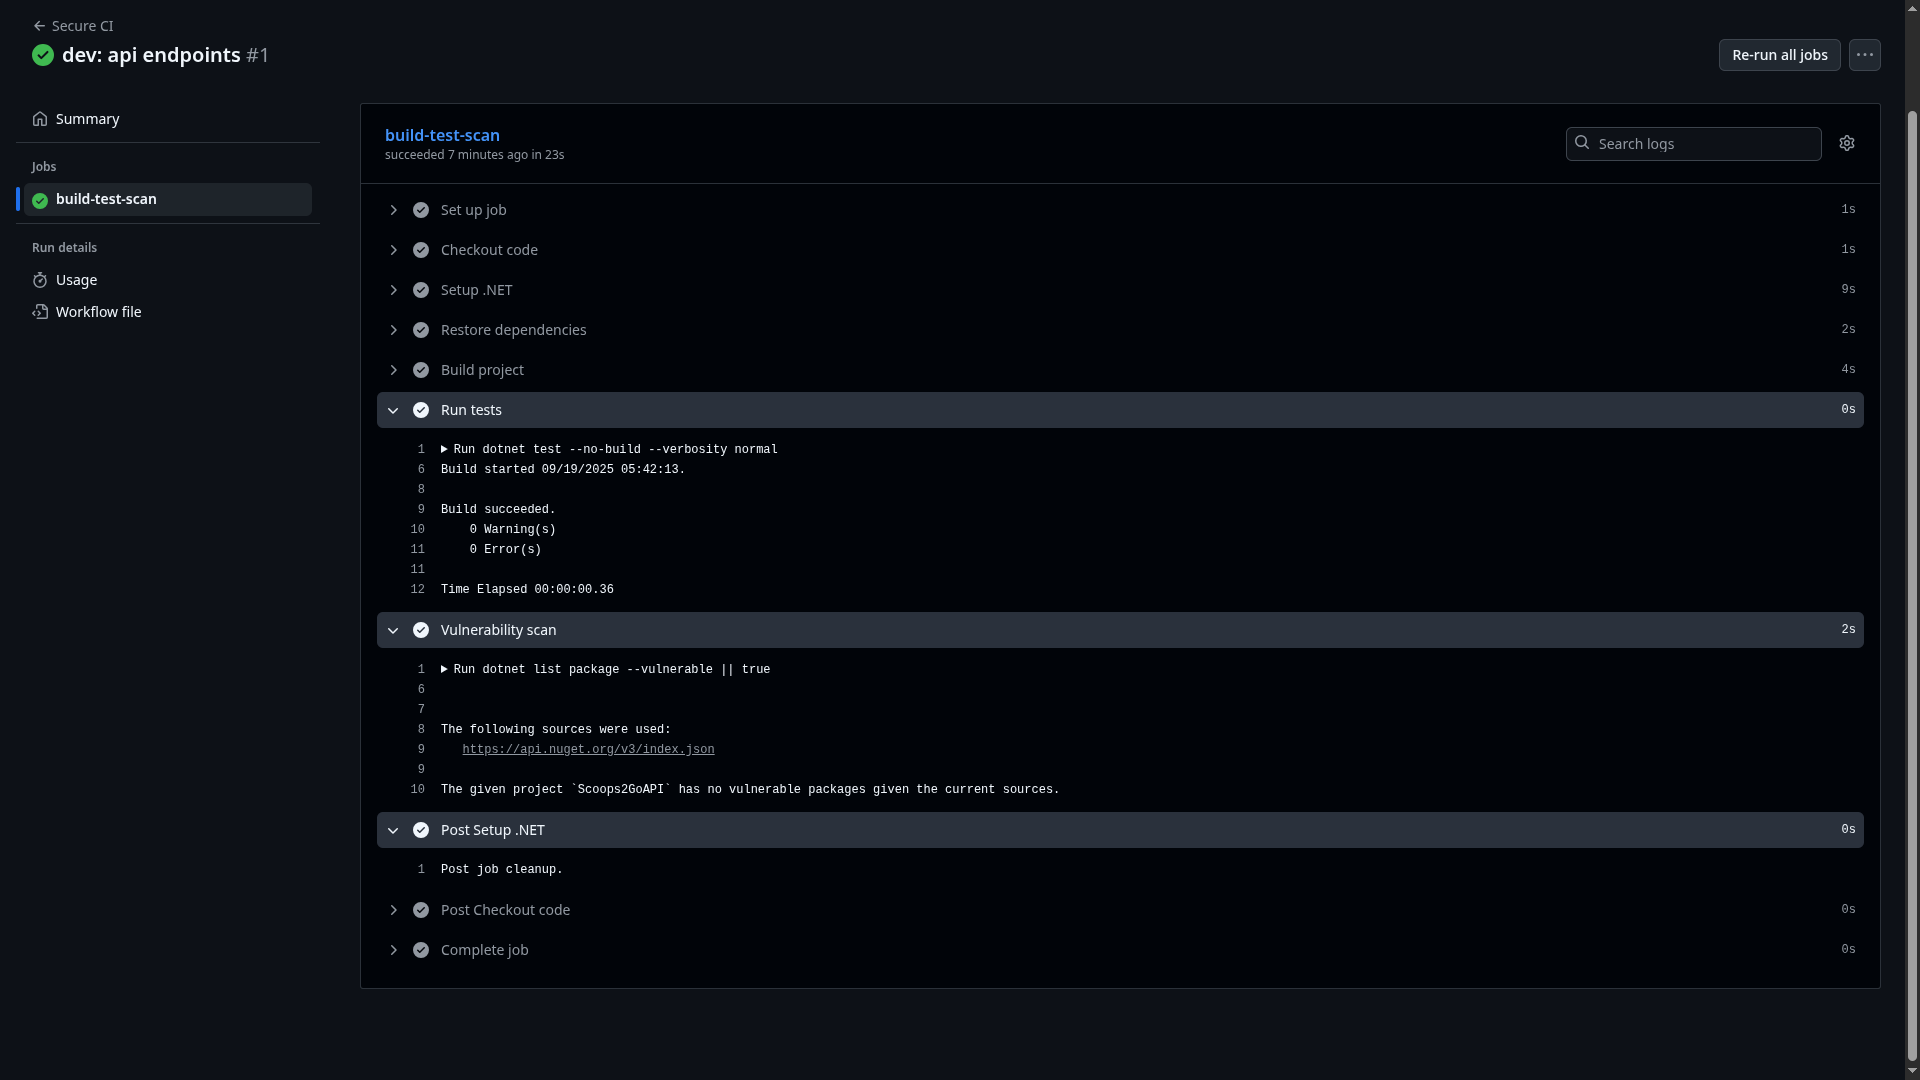 Secure CI
dev: api endpoints #1
Re-run all jobs
Summary
Jobs
build-test-scan
Run details
Usage
Workflow file
build-test-scan
succeeded 7 minutes ago in 23s
Search logs
Set up job 1s
Checkout code 1s
Setup .NET 9s
Restore dependencies 2s
Build project 4s
Run tests 0s
1 Run dotnet test --no-build --verbosity normal
6 Build started 09/19/2025 05:42:13.
8
9 Build succeeded.
10 0 Warning(s)
11 0 Error(s)
11
12 Time Elapsed 00:00:00.36
Vulnerability scan 2s
1 Run dotnet list package --vulnerable || true
6
7
8 The following sources were used:
9 https://api.nuget.org/v3/index.json
9
10 The given project `Scoops2GoAPI` has no vulnerable packages given the current sources.
Post Setup .NET 0s
1 Post job cleanup.
Post Checkout code 0s
Complete job 0s